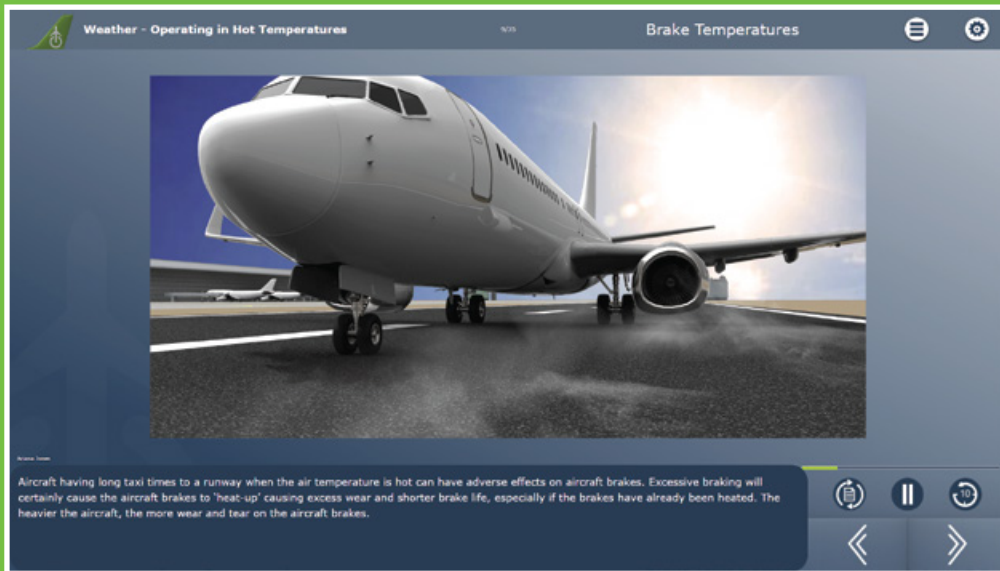 Weather - Operating in Hot Temperatures
Brake Temperatures
Aircraft having long taxi times to a runway when the air temperature is hot can have adverse effects on aircraft brakes. Excessive braking will
certainly cause the aircraft brakes to 'heat-up' causing excess wear and shorter brake life, especially if the brakes have already been heated. The
heavier the aircraft, the more wear and tear on the aircraft brakes.
10